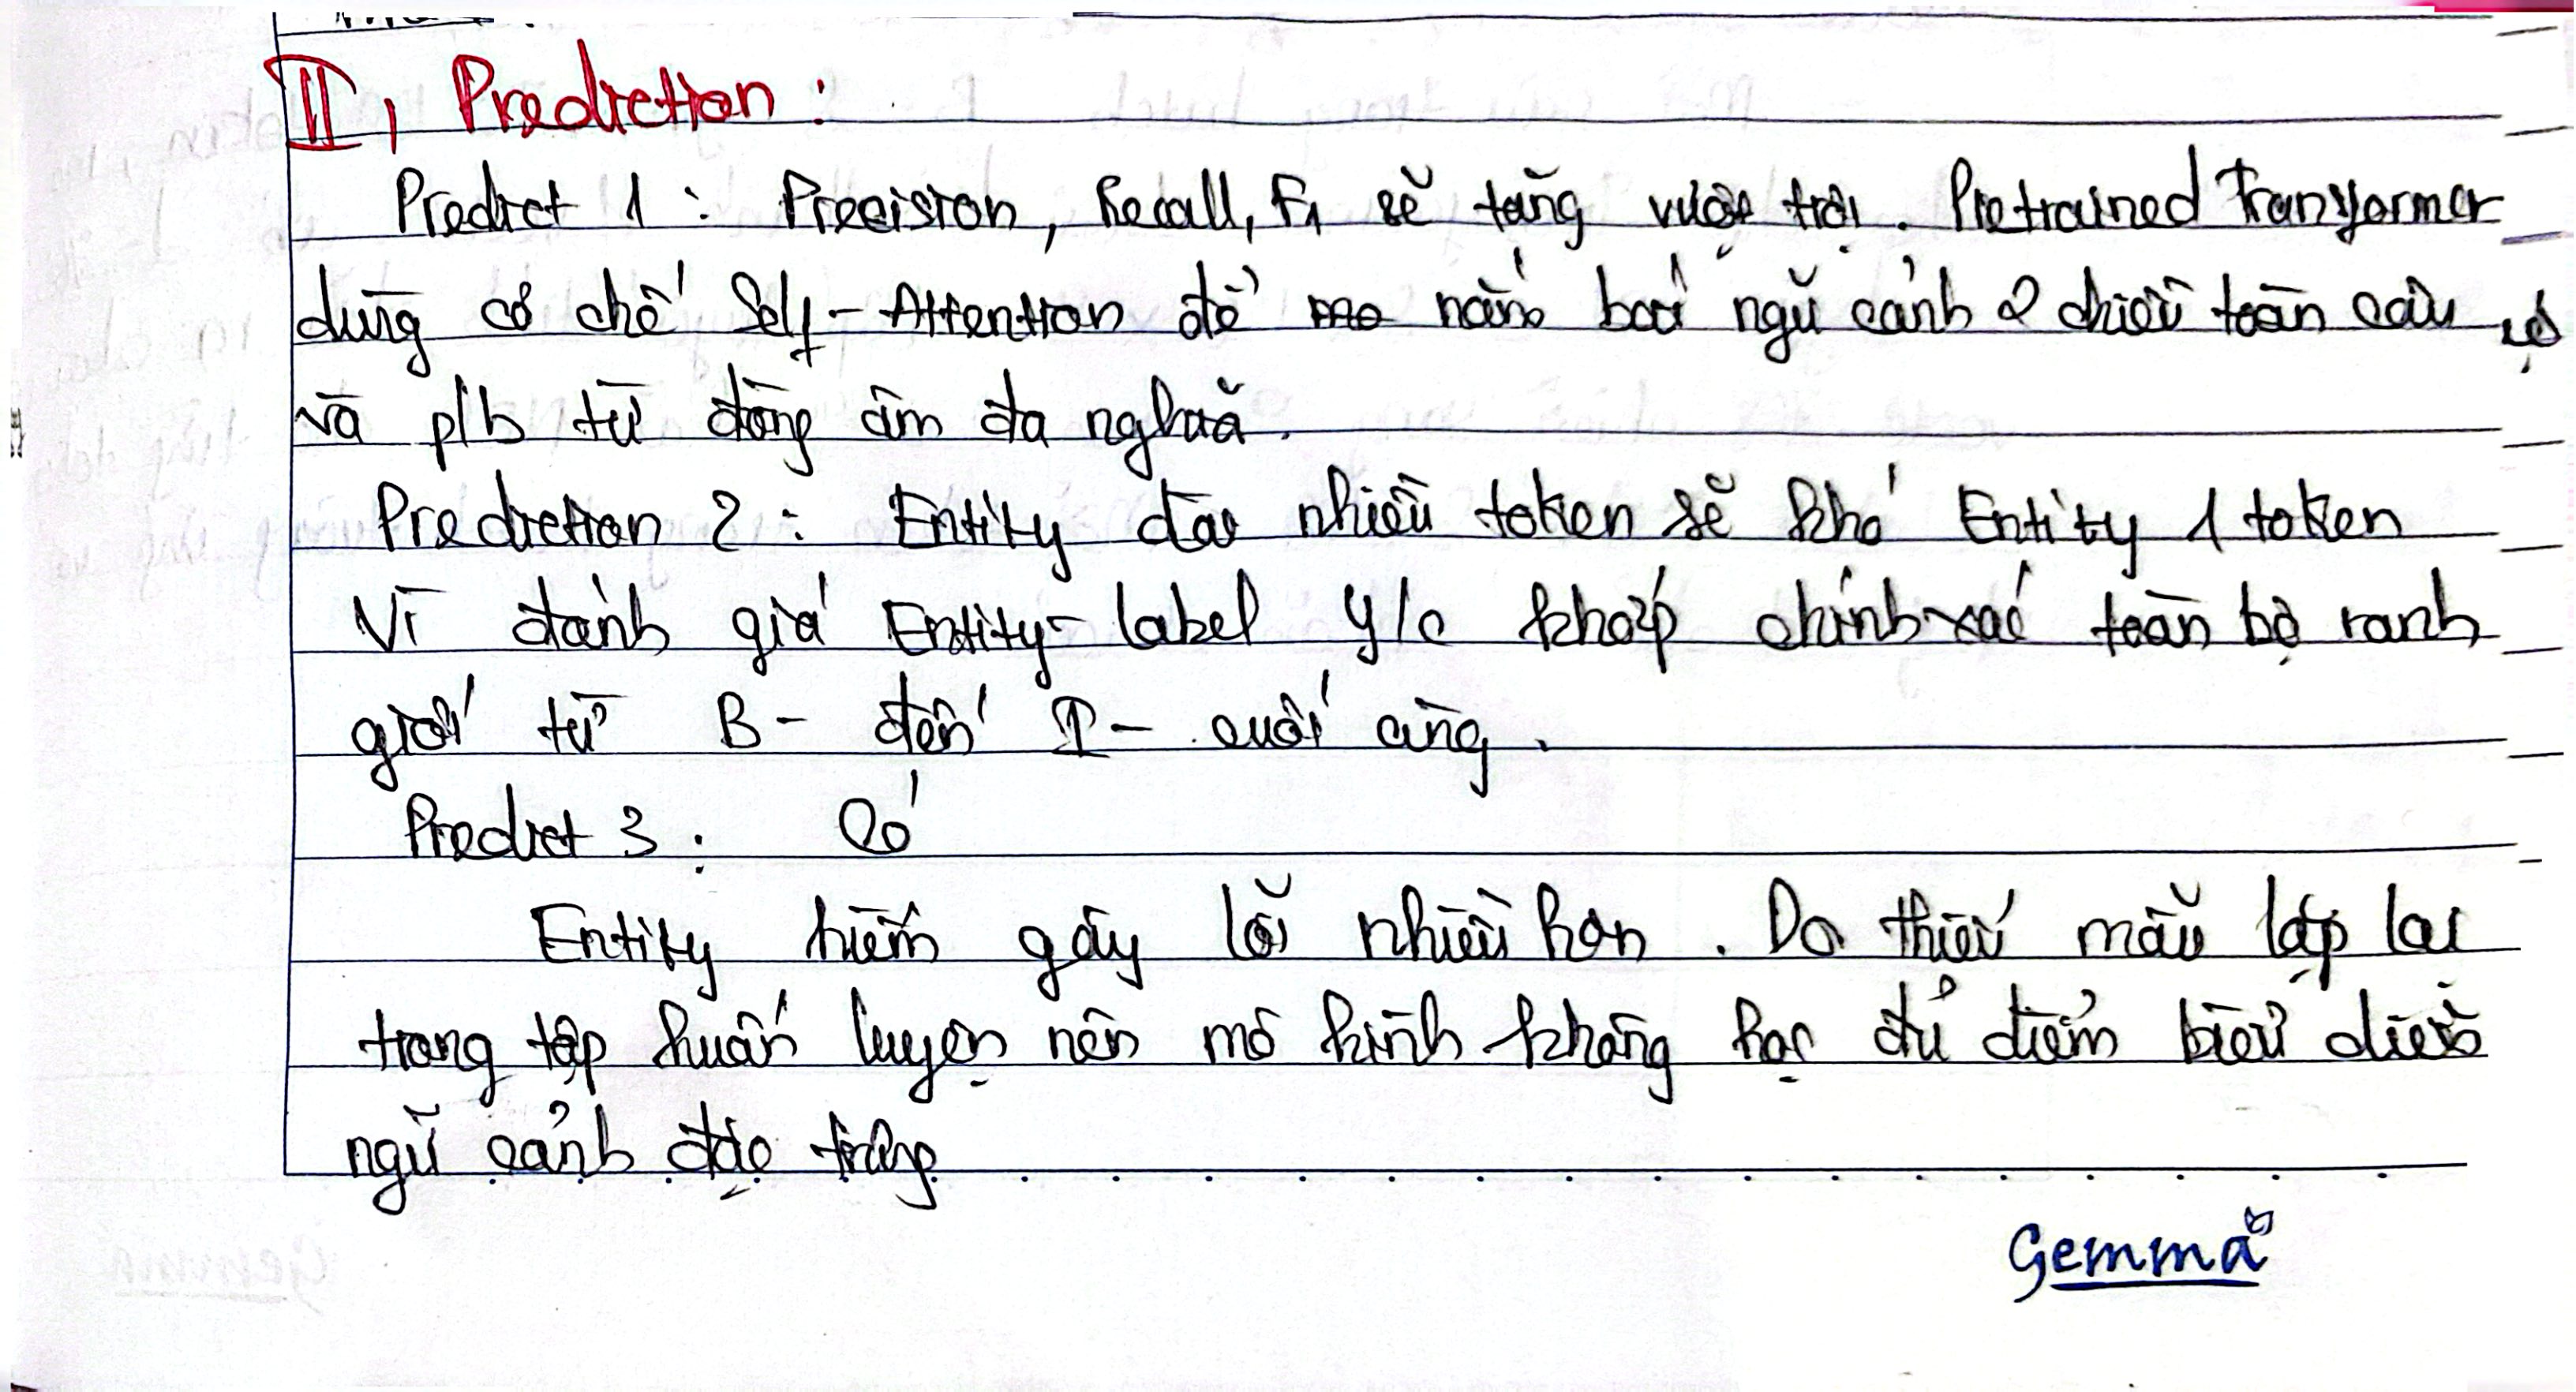 II, Prediction:
Predict 1: Precision, Recall, F1 sẽ tăng vượt trội. Pretrained Transformer
dùng cơ chế Self-Attention để nắm bắt ngữ cảnh 2 chiều toàn câu
và p/b từ đồng âm đa nghĩa.
Prediction 2: Entity dài nhiều token sẽ khó Entity 1 token
Vì đánh giá Entity-label y/c khớp chính xác toàn bộ ranh
giới từ B- đến I- cuối cùng.
Predict 3: Có
Entity hiếm gây lỗi nhiều hơn. Do thiếu mẫu lặp lại
trong tập huấn luyện nên mô hình không học đủ điểm biểu diễn
ngữ cảnh đặc trưng
Gemma